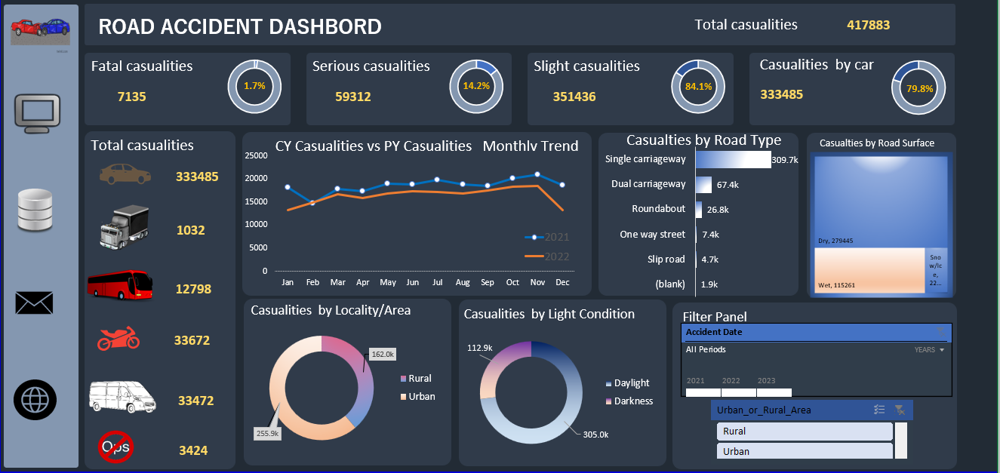 ROAD ACCIDENT DASHBORD
Total casualities 417883
Fatal casualities
7135
1.7%
Serious casualities
59312
14.2%
Slight casualities
351436
84.1%
Casualities by car
333485
79.8%
Total casualities
333485
1032
12798
33672
33472
Ops
3424
CY Casualities vs PY Casualities Monthly Trend
25000
20000
15000
10000
5000
0
2021
2022
Jan Feb Mar Apr May Jun Jul Aug Sep Oct Nov Dec
Casualties by Road Type
Single carriageway 309.7k
Dual carriageway 67.4k
Roundabout 26.8k
One way street 7.4k
Slip road 4.7k
(blank) 1.9k
Casualties by Road Surface
Dry, 279445
Wet, 115261
Sno
w/Ic
e,
22...
Casualities by Locality/Area
162.0k
255.9k
Rural
Urban
Casualities by Light Condition
112.9k
305.0k
Daylight
Darkness
Filter Panel
Accident Date
All Periods YEARS
2021 2022 2023
Urban_or_Rural_Area
Rural
Urban